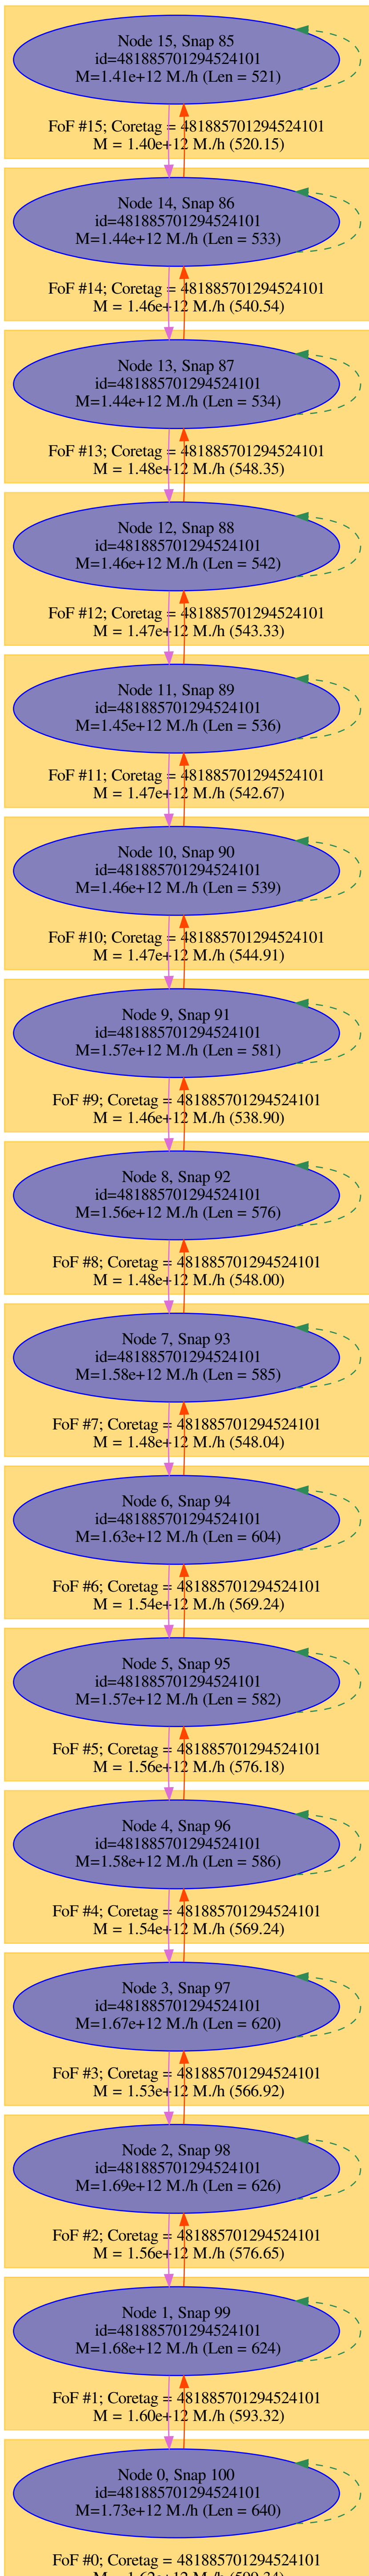 Node 15, Snap 85
id=481885701294524101
M=1.41e+12 M./h (Len = 521)
FoF #15; Coretag = 481885701294524101
M = 1.40e+12 M./h (520.15)
Node 14, Snap 86
id=481885701294524101
M=1.44e+12 M./h (Len = 533)
FoF #14; Coretag = 481885701294524101
M = 1.46e+12 M./h (540.54)
Node 13, Snap 87
id=481885701294524101
M=1.44e+12 M./h (Len = 534)
FoF #13; Coretag = 481885701294524101
M = 1.48e+12 M./h (548.35)
Node 12, Snap 88
id=481885701294524101
M=1.46e+12 M./h (Len = 542)
FoF #12; Coretag = 481885701294524101
M = 1.47e+12 M./h (543.33)
Node 11, Snap 89
id=481885701294524101
M=1.45e+12 M./h (Len = 536)
FoF #11; Coretag = 481885701294524101
M = 1.47e+12 M./h (542.67)
Node 10, Snap 90
id=481885701294524101
M=1.46e+12 M./h (Len = 539)
FoF #10; Coretag = 481885701294524101
M = 1.47e+12 M./h (544.91)
Node 9, Snap 91
id=481885701294524101
M=1.57e+12 M./h (Len = 581)
FoF #9; Coretag = 481885701294524101
M = 1.46e+12 M./h (538.90)
Node 8, Snap 92
id=481885701294524101
M=1.56e+12 M./h (Len = 576)
FoF #8; Coretag = 481885701294524101
M = 1.48e+12 M./h (548.00)
Node 7, Snap 93
id=481885701294524101
M=1.58e+12 M./h (Len = 585)
FoF #7; Coretag = 481885701294524101
M = 1.48e+12 M./h (548.04)
Node 6, Snap 94
id=481885701294524101
M=1.63e+12 M./h (Len = 604)
FoF #6; Coretag = 481885701294524101
M = 1.54e+12 M./h (569.24)
Node 5, Snap 95
id=481885701294524101
M=1.57e+12 M./h (Len = 582)
FoF #5; Coretag = 481885701294524101
M = 1.56e+12 M./h (576.18)
Node 4, Snap 96
id=481885701294524101
M=1.58e+12 M./h (Len = 586)
FoF #4; Coretag = 481885701294524101
M = 1.54e+12 M./h (569.24)
Node 3, Snap 97
id=481885701294524101
M=1.67e+12 M./h (Len = 620)
FoF #3; Coretag = 481885701294524101
M = 1.53e+12 M./h (566.92)
Node 2, Snap 98
id=481885701294524101
M=1.69e+12 M./h (Len = 626)
FoF #2; Coretag = 481885701294524101
M = 1.56e+12 M./h (576.65)
Node 1, Snap 99
id=481885701294524101
M=1.68e+12 M./h (Len = 624)
FoF #1; Coretag = 481885701294524101
M = 1.60e+12 M./h (593.32)
Node 0, Snap 100
id=481885701294524101
M=1.73e+12 M./h (Len = 640)
FoF #0; Coretag = 481885701294524101